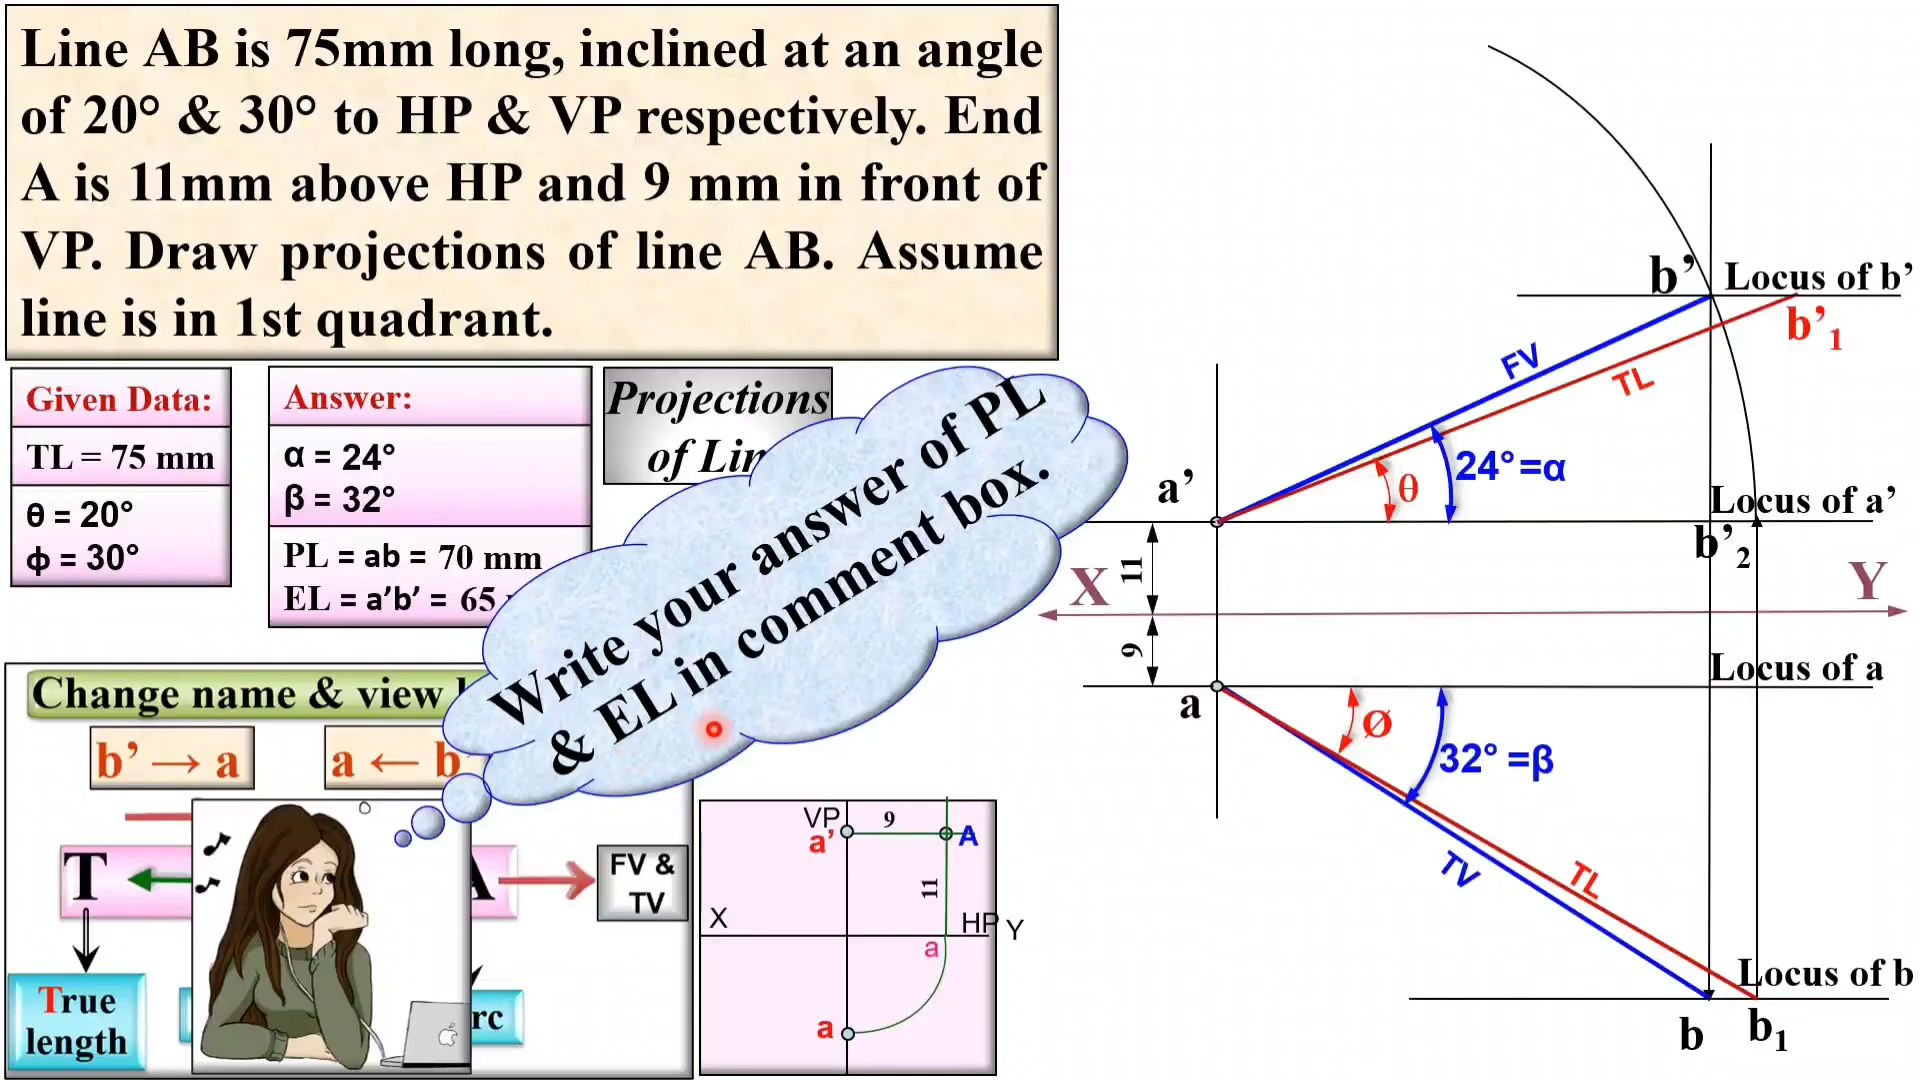 Line AB is 75mm long, inclined at an angle
of 20° & 30° to HP & VP respectively. End
A is 11mm above HP and 9 mm in front of
VP. Draw projections of line AB. Assume
line is in 1st quadrant.
Given Data:
TL = 75 mm
θ = 20°
ϕ = 30°
Answer:
α = 24°
β = 32°
PL = ab = 70 mm
EL = a’b’ = 65
Projections
of Lin
Write your answer of PL
& EL in comment box.
Change name & view
b’ → a
a ← b
T
A
FV &
TV
True
length
rc
VP
9
a’
A
11
X
HP
Y
a
a
b’
Locus of b’
b’1
FV
TL
24°=α
θ
a’
Locus of a’
b’2
11
X
Y
9
Locus of a
a
Ø
32° =β
TV
TL
Locus of b
b
b1